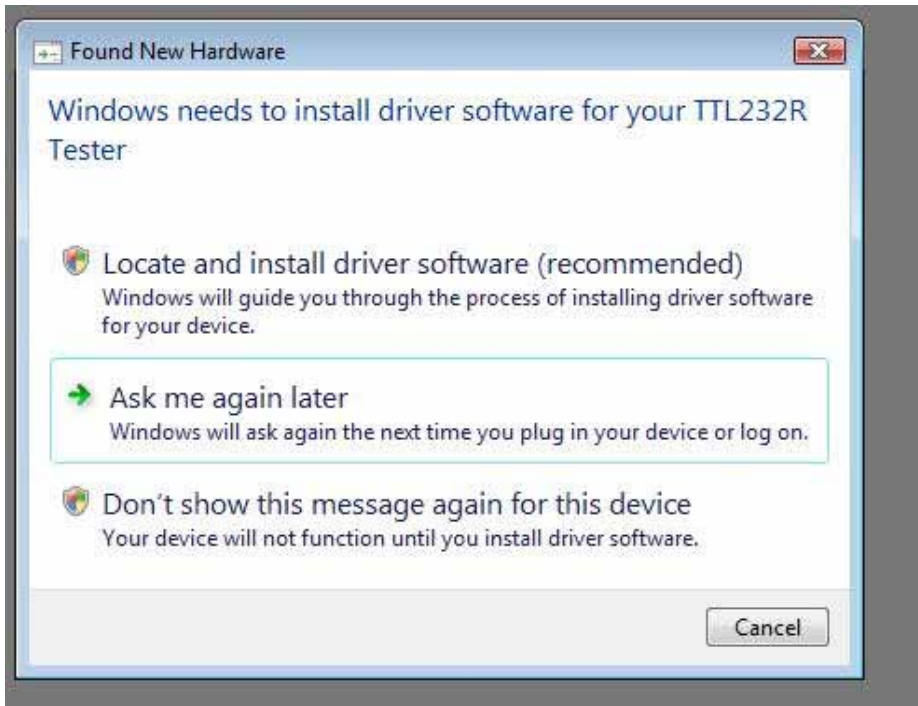 Found New Hardware
Windows needs to install driver software for your TTL232R
Tester
Locate and install driver software (recommended)
Windows will guide you through the process of installing driver software
for your device.
Ask me again later
Windows will ask again the next time you plug in your device or log on.
Don't show this message again for this device
Your device will not function until you install driver software.
Cancel